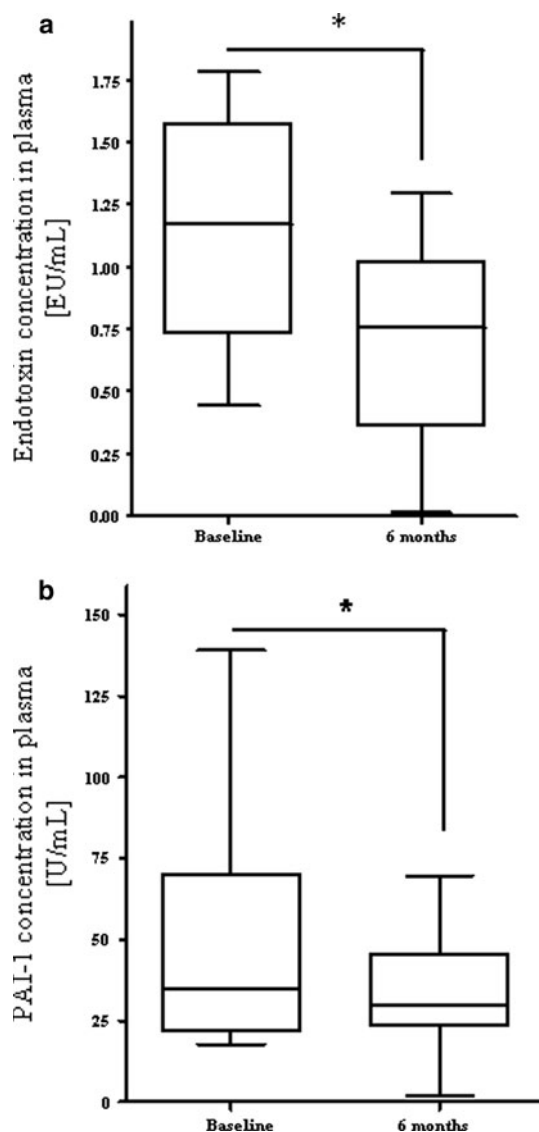 a
*
Endotoxin concentration in plasma
[EU/mL]
1.75
1.50
1.25
1.00
0.75
0.50
0.25
0.00
Baseline 6 months
b
*
PAI-1 concentration in plasma
[U/mL]
150
125
100
75
50
25
0
Baseline 6 months